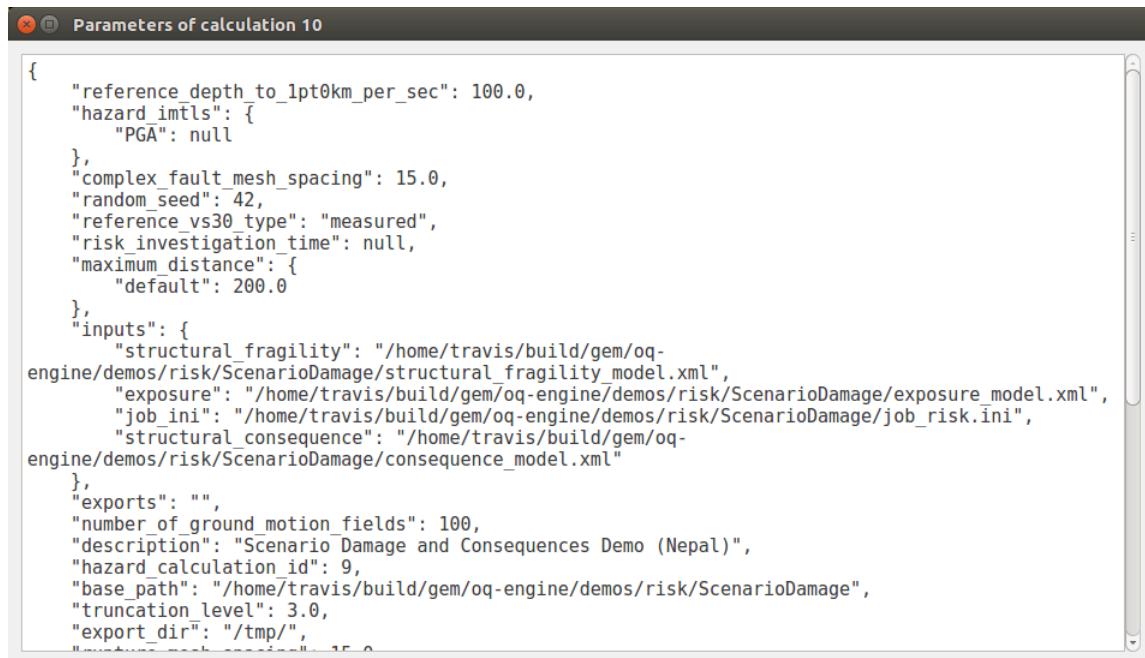 Parameters of calculation 10
{
    "reference_depth_to_1pt0km_per_sec": 100.0,
    "hazard_imtls": {
        "PGA": null
    },
    "complex_fault_mesh_spacing": 15.0,
    "random_seed": 42,
    "reference_vs30_type": "measured",
    "risk_investigation_time": null,
    "maximum_distance": {
        "default": 200.0
    },
    "inputs": {
        "structural_fragility": "/home/travis/build/gem/oq-
engine/demos/risk/ScenarioDamage/structural_fragility_model.xml",
        "exposure": "/home/travis/build/gem/oq-engine/demos/risk/ScenarioDamage/exposure_model.xml",
        "job_ini": "/home/travis/build/gem/oq-engine/demos/risk/ScenarioDamage/job_risk.ini",
        "structural_consequence": "/home/travis/build/gem/oq-
engine/demos/risk/ScenarioDamage/consequence_model.xml"
    },
    "exports": "",
    "number_of_ground_motion_fields": 100,
    "description": "Scenario Damage and Consequences Demo (Nepal)",
    "hazard_calculation_id": 9,
    "base_path": "/home/travis/build/gem/oq-engine/demos/risk/ScenarioDamage",
    "truncation_level": 3.0,
    "export_dir": "/tmp/",
    "rupture_mesh_spacing": 15.0